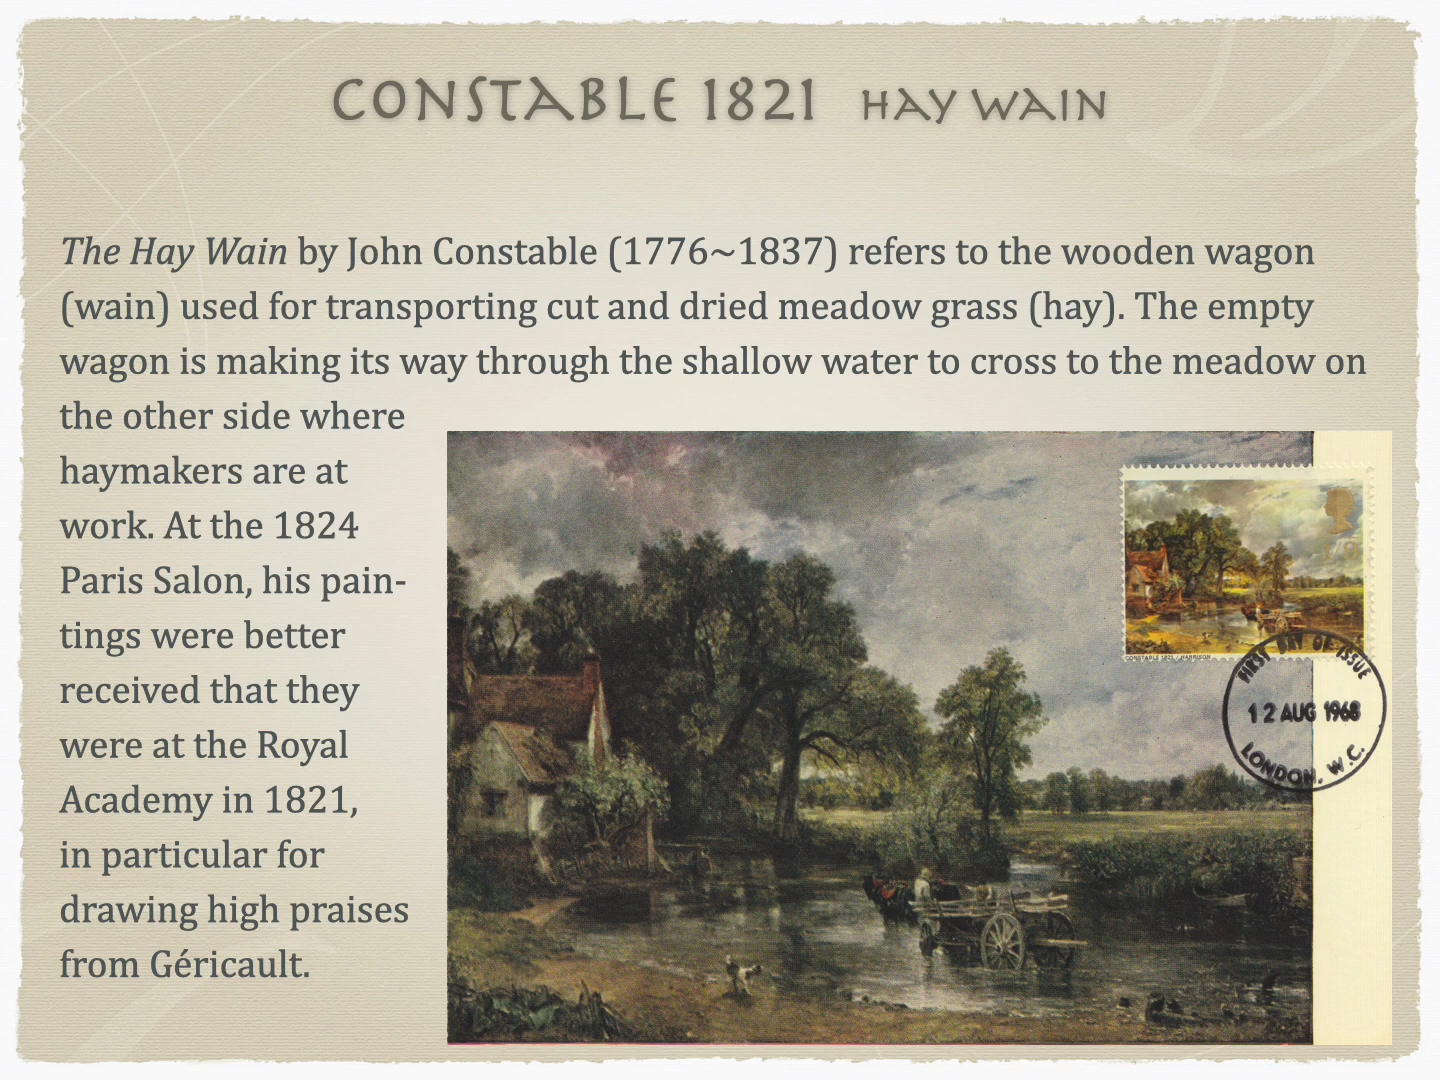 CONSTABLE 1821 HAY WAIN
The Hay Wain by John Constable (1776~1837) refers to the wooden wagon
(wain) used for transporting cut and dried meadow grass (hay). The empty
wagon is making its way through the shallow water to cross to the meadow on
the other side where
haymakers are at
work. At the 1824
Paris Salon, his pain-
tings were better
received that they
were at the Royal
Academy in 1821,
in particular for
drawing high praises
from Géricault.
CONSTABLE 1821 / HARRISON
FIRST DAY OF ISSUE
12 AUG 1968
LONDON. W.C.